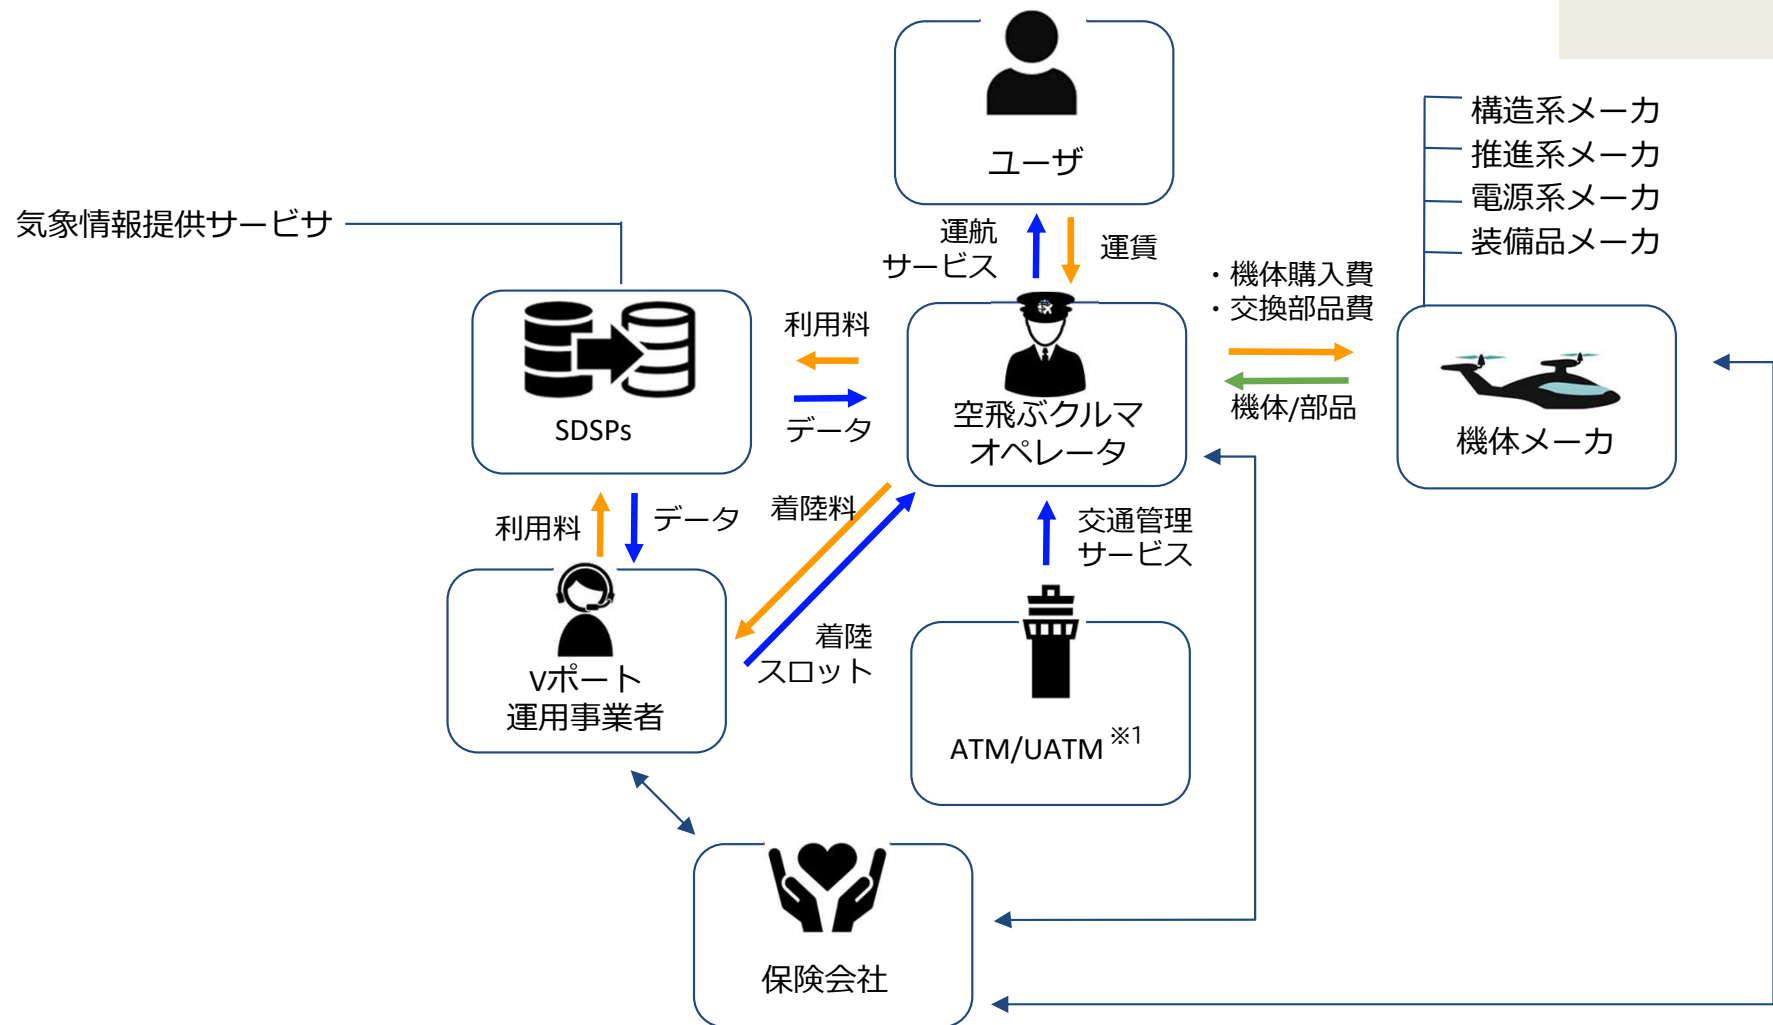 ユーザ
構造系メーカ
推進系メーカ
電源系メーカ
装備品メーカ
気象情報提供サービサ
運航
サービス
運賃
・機体購入費
・交換部品費
利用料
データ
SDSPs
空飛ぶクルマ
オペレータ
機体/部品
機体メーカ
利用料
データ
着陸料
交通管理
サービス
着陸
スロット
Vポート
運用事業者
ATM/UATM ※1
保険会社